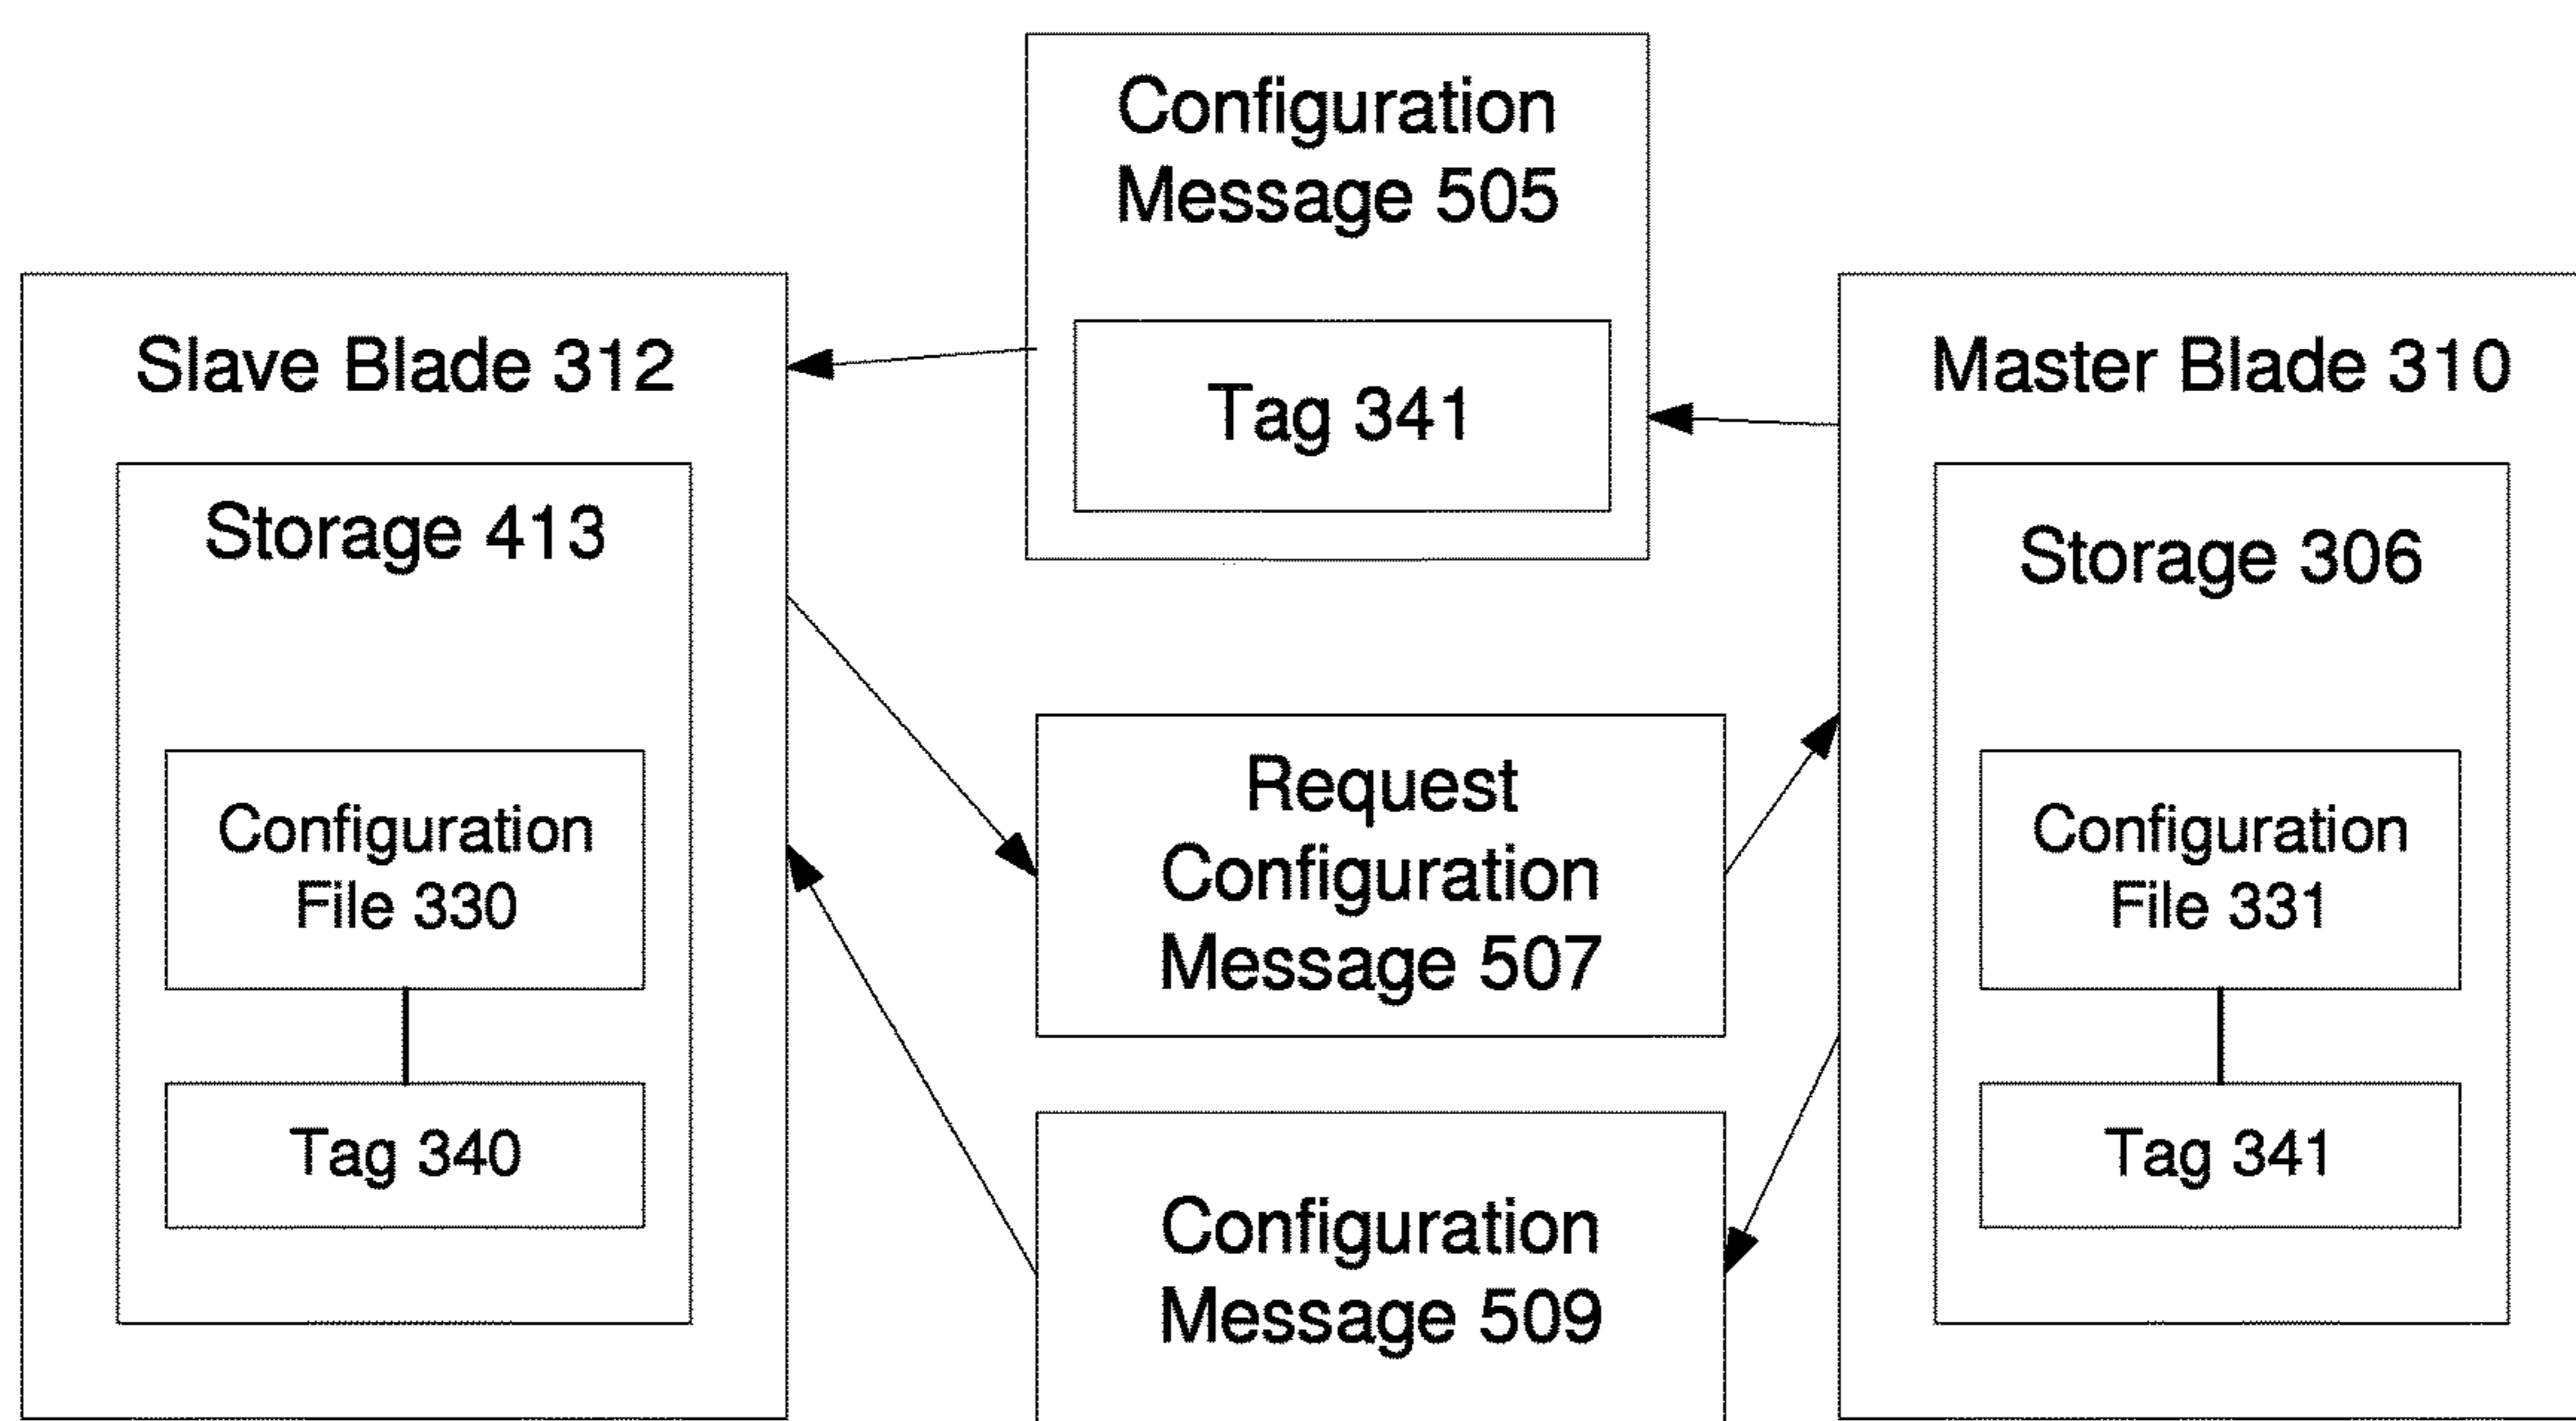 Configuration
Message 505
Tag 341
Slave Blade 312
Storage 413
Configuration
File 330
Tag 340
Request
Configuration
Message 507
Configuration
Message 509
Master Blade 310
Storage 306
Configuration
File 331
Tag 341